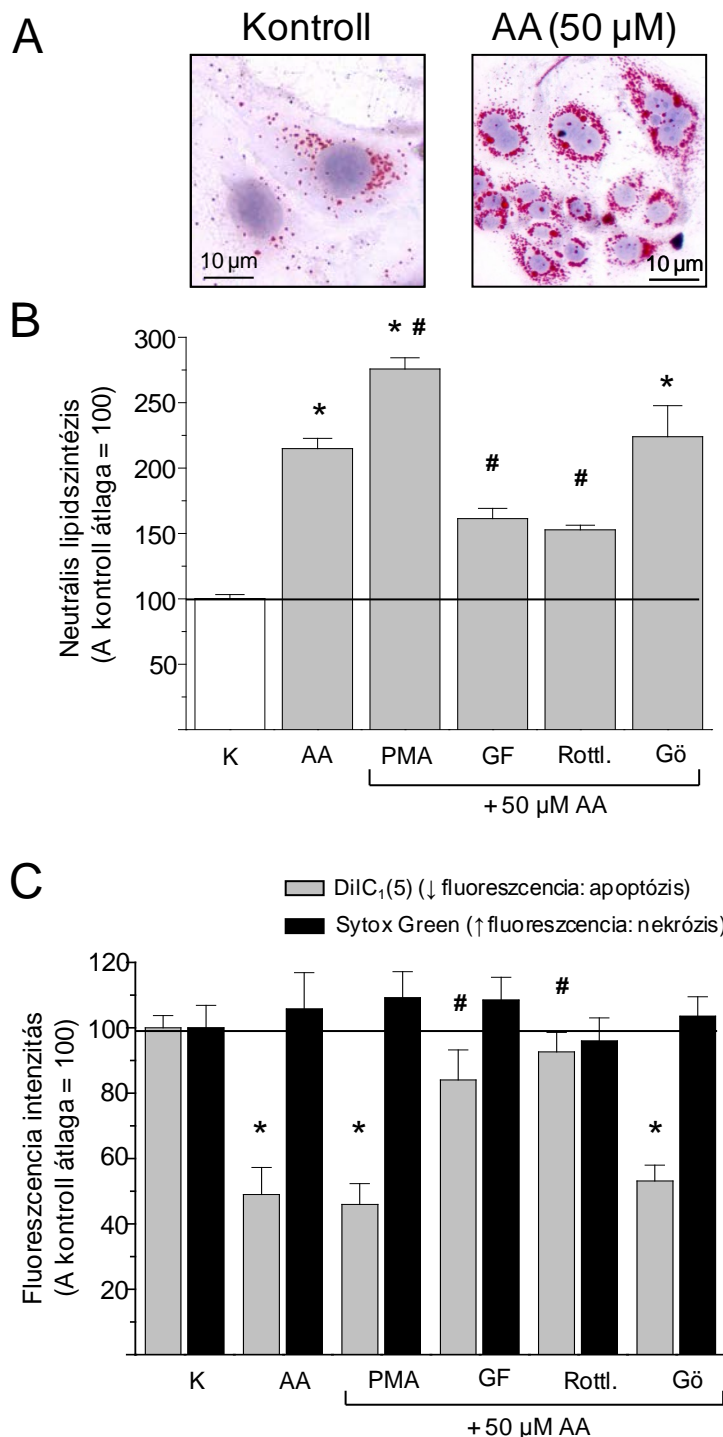 A
Kontroll
AA (50 µM)
10 µm
10 µm
B
Neutrális lipidszintézis
(A kontroll átlaga = 100)
300
250
200
150
100
50
*
* #
#
#
*
K
AA
PMA
GF
Rottl.
Gö
+ 50 µM AA
C
DilC₁(5) (↓ fluoreszcencia: apoptózis)
Sytox Green (↑ fluoreszcencia: nekrózis)
Fluoreszcencia intenzitás
(A kontroll átlaga = 100)
120
100
80
60
40
20
*
*
#
#
*
K
AA
PMA
GF
Rottl.
Gö
+ 50 µM AA